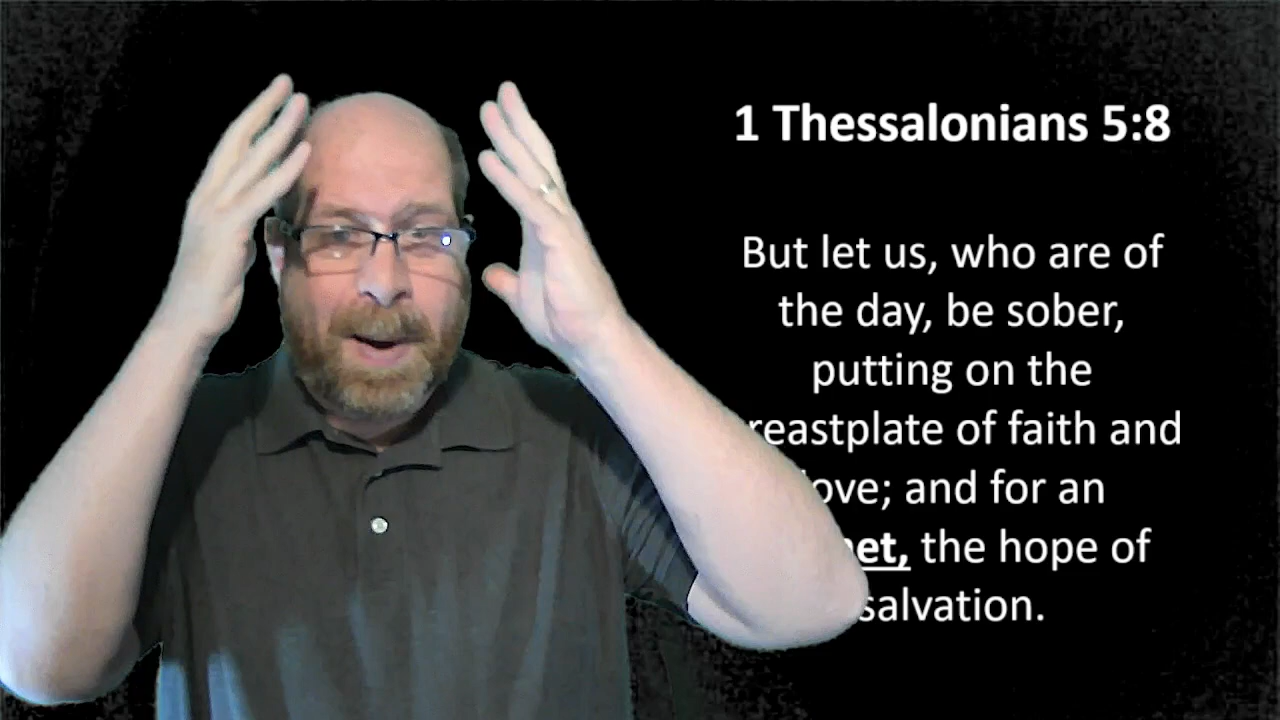 1 Thessalonians 5:8
But let us, who are of
the day, be sober,
putting on the
reastplate of faith and
ove; and for an
et, the hope of
salvation.